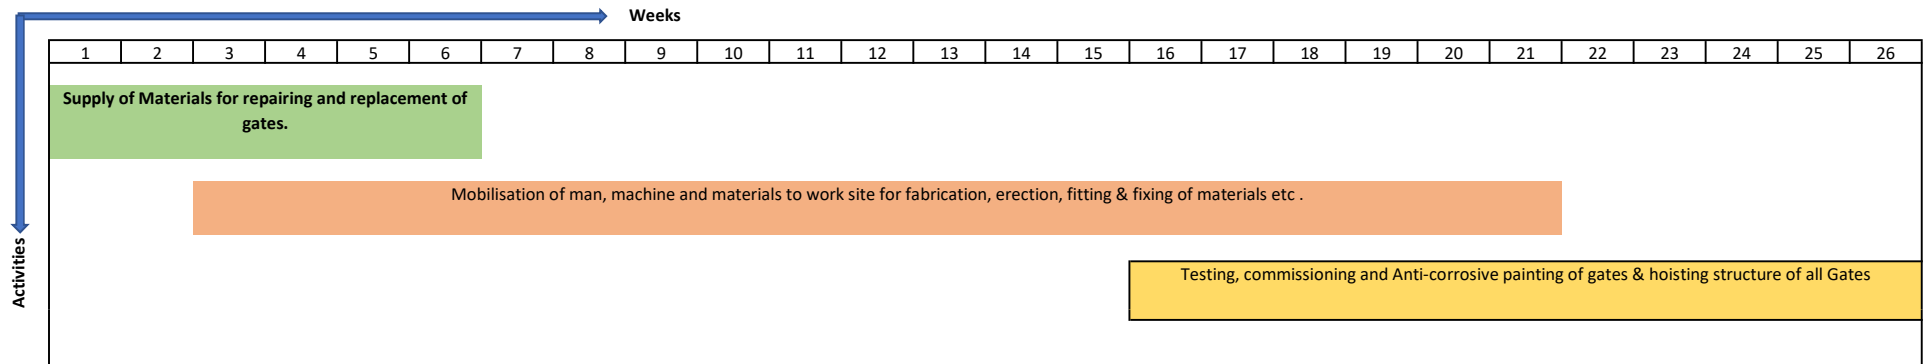 Weeks
1 2 3 4 5 6 7 8 9 10 11 12 13 14 15 16 17 18 19 20 21 22 23 24 25 26
Supply of Materials for repairing and replacement of
gates.
Mobilisation of man, machine and materials to work site for fabrication, erection, fitting & fixing of materials etc .
Testing, commissioning and Anti-corrosive painting of gates & hoisting structure of all Gates
Activities